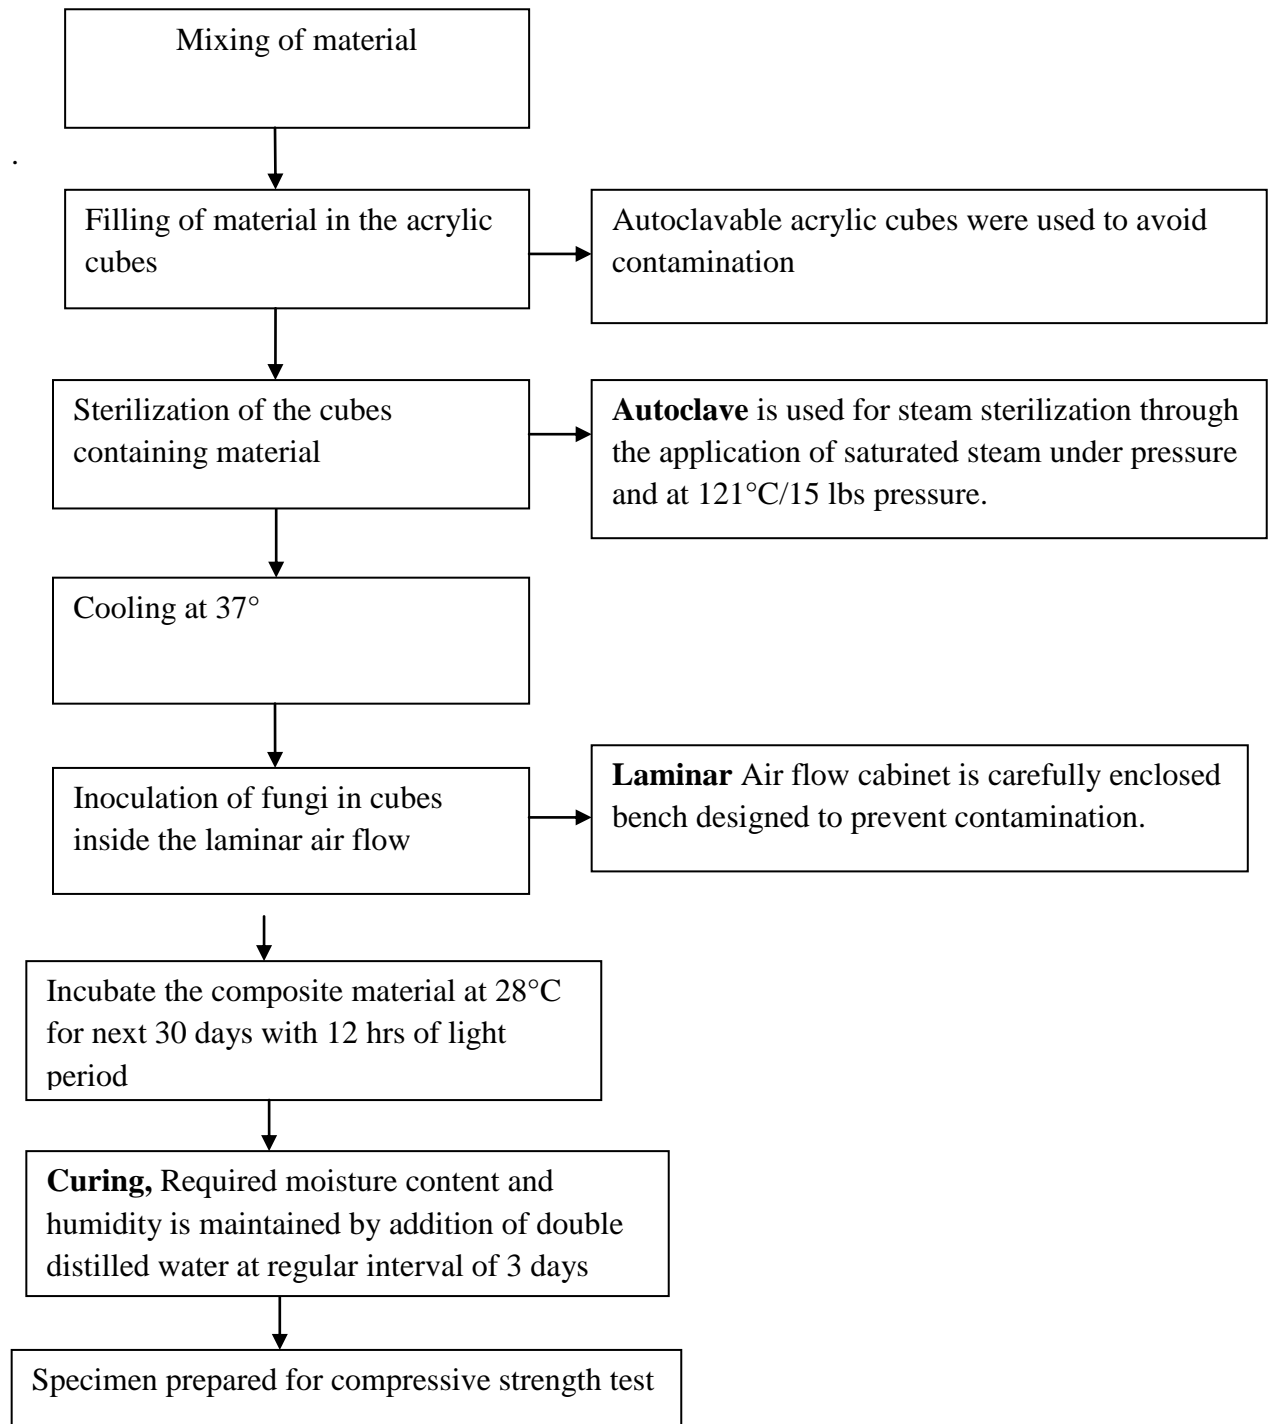 Mixing of material
.
Filling of material in the acrylic
cubes
Autoclavable acrylic cubes were used to avoid
contamination
Sterilization of the cubes
containing material
Autoclave is used for steam sterilization through
the application of saturated steam under pressure
and at 121°C/15 lbs pressure.
Cooling at 37°
Inoculation of fungi in cubes
inside the laminar air flow
Laminar Air flow cabinet is carefully enclosed
bench designed to prevent contamination.
Incubate the composite material at 28°C
for next 30 days with 12 hrs of light
period
Curing, Required moisture content and
humidity is maintained by addition of double
distilled water at regular interval of 3 days
Specimen prepared for compressive strength test